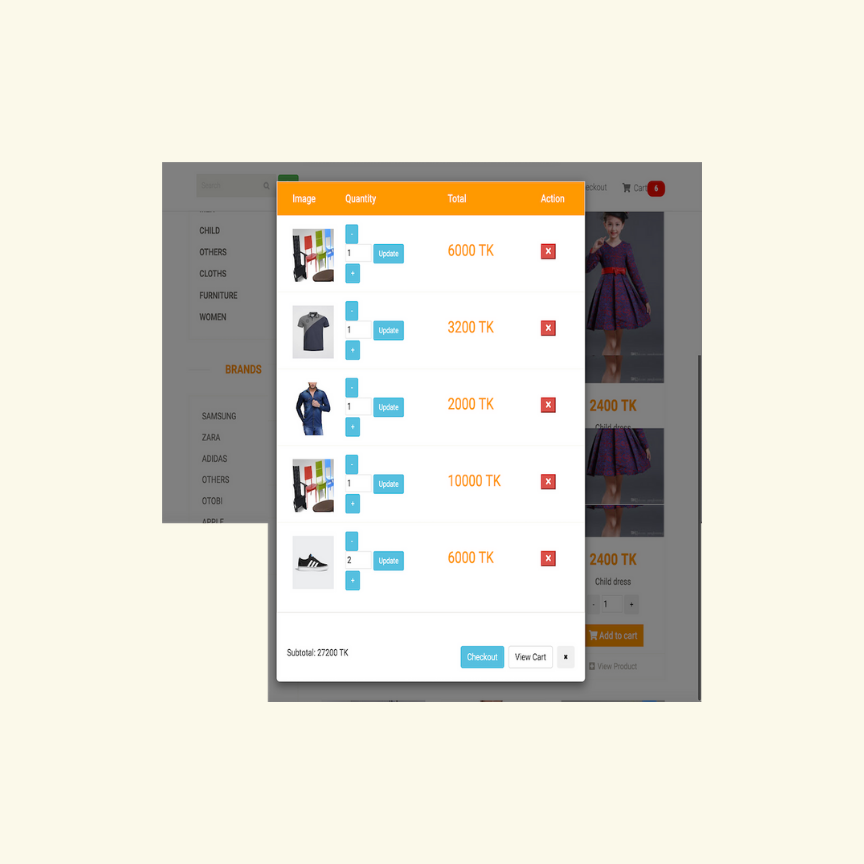 Search
eckout
Cart
6
Image Quantity Total Action
CHILD
OTHERS
CLOTHS
FURNITURE
WOMEN
BRANDS
SAMSUNG
ZARA
ADIDAS
OTHERS
OTOBI
APPLE
-
1 Update 6000 TK x
+
-
1 Update 3200 TK x
+
-
1 Update 2000 TK x
+
-
1 Update 10000 TK x
+
-
2 Update 6000 TK x
+
Subtotal: 27200 TK
Checkout View Cart x
2400 TK
Child dress
2400 TK
Child dress
- 1 +
Add to cart
View Product